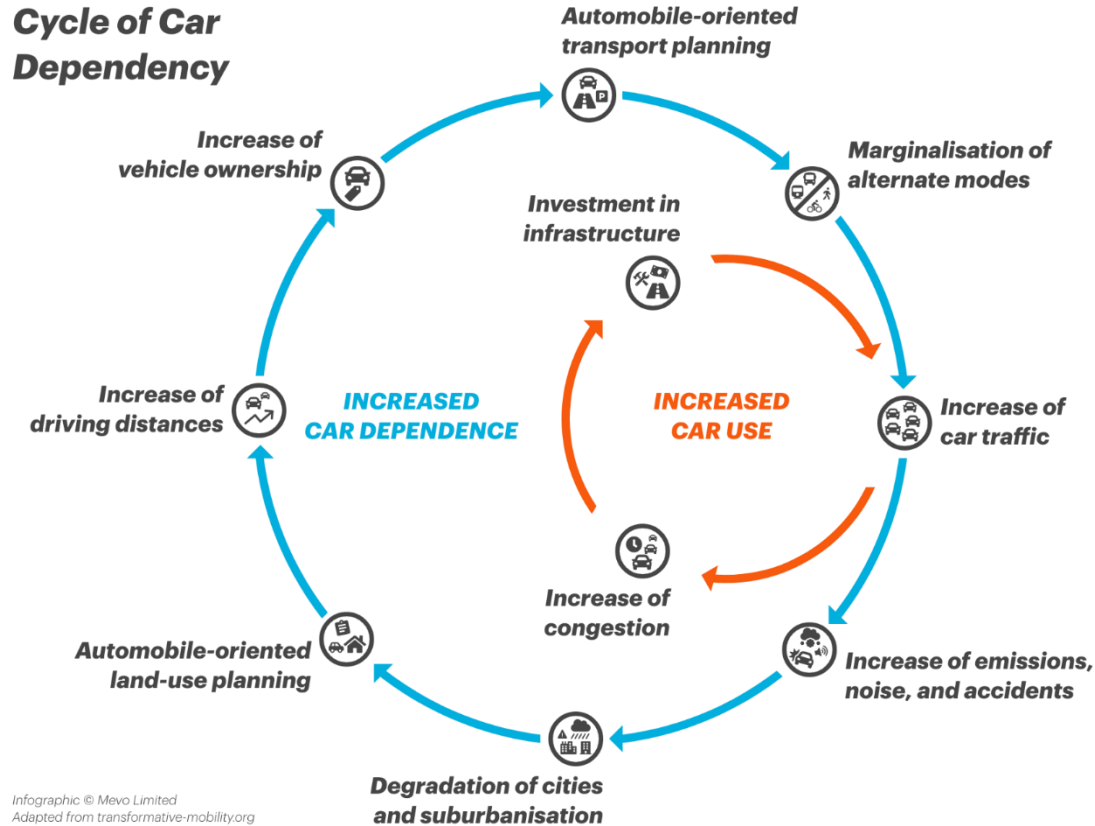 Cycle of Car
Dependency
Automobile-oriented
transport planning
Increase of
vehicle ownership
Marginalisation of
alternate modes
Investment in
infrastructure
P
Increase of
driving distances
INCREASED
CAR DEPENDENCE
INCREASED
CAR USE
Increase of
car traffic
Increase of
congestion
Automobile-oriented
land-use planning
Increase of emissions,
noise, and accidents
Degradation of cities
and suburbanisation
Infographic © Mevo Limited
Adapted from transformative-mobility.org